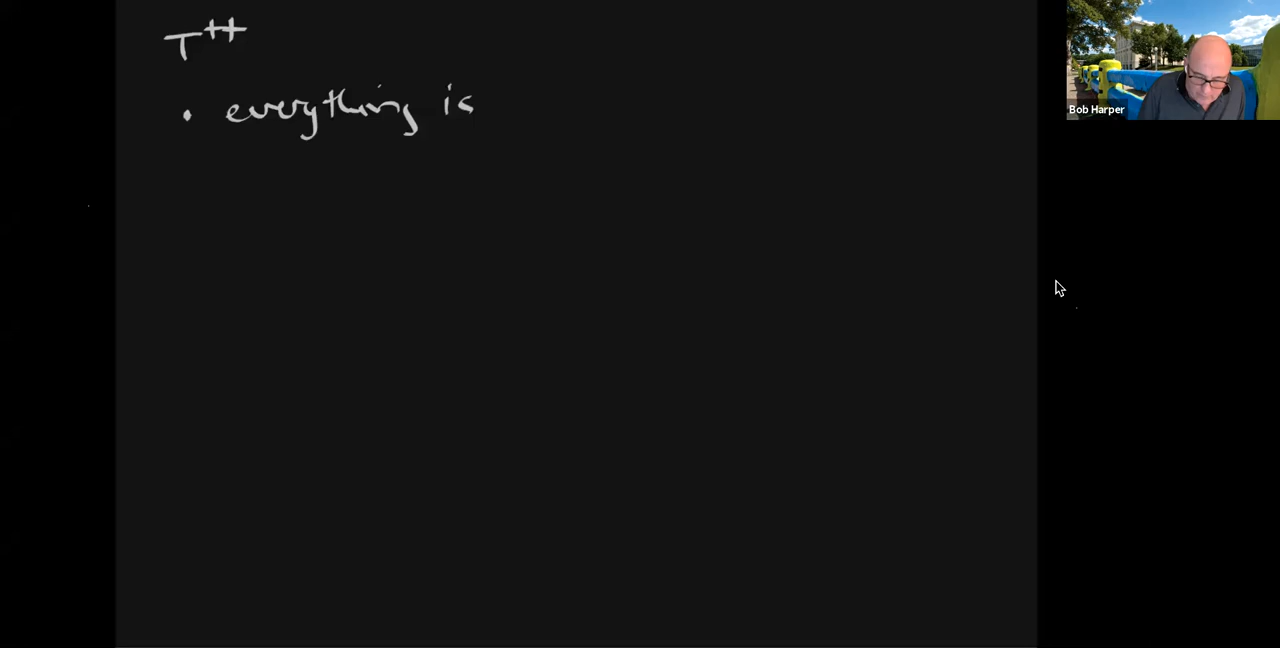 T++
• everything is
Bob Harper